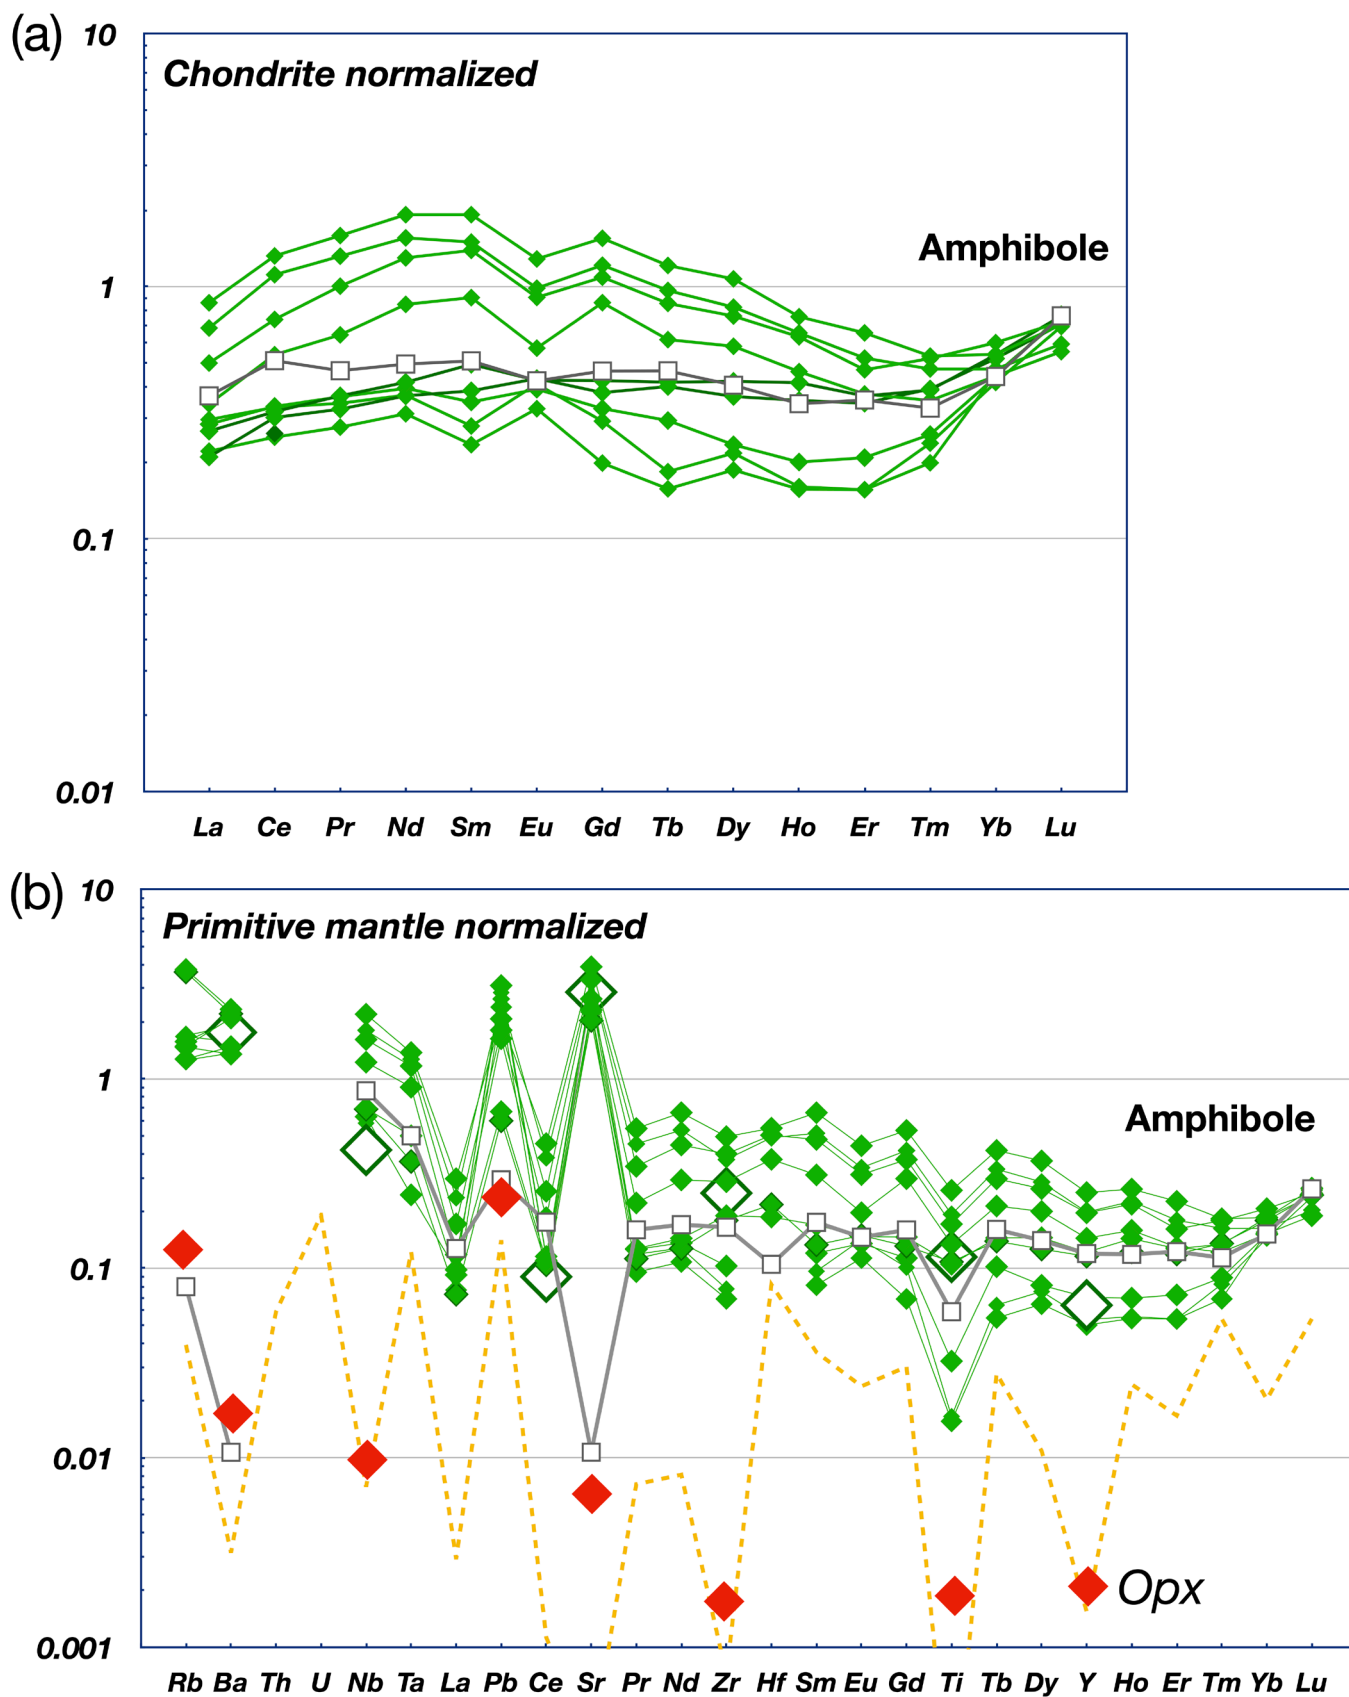 (a)
10
Chondrite normalized
Amphibole
1
0.1
0.01
La Ce Pr Nd Sm Eu Gd Tb Dy Ho Er Tm Yb Lu
(b)
10
Primitive mantle normalized
1
Amphibole
0.1
0.01
Opx
0.001
Rb Ba Th U Nb Ta La Pb Ce Sr Pr Nd Zr Hf Sm Eu Gd Ti Tb Dy Y Ho Er Tm Yb Lu